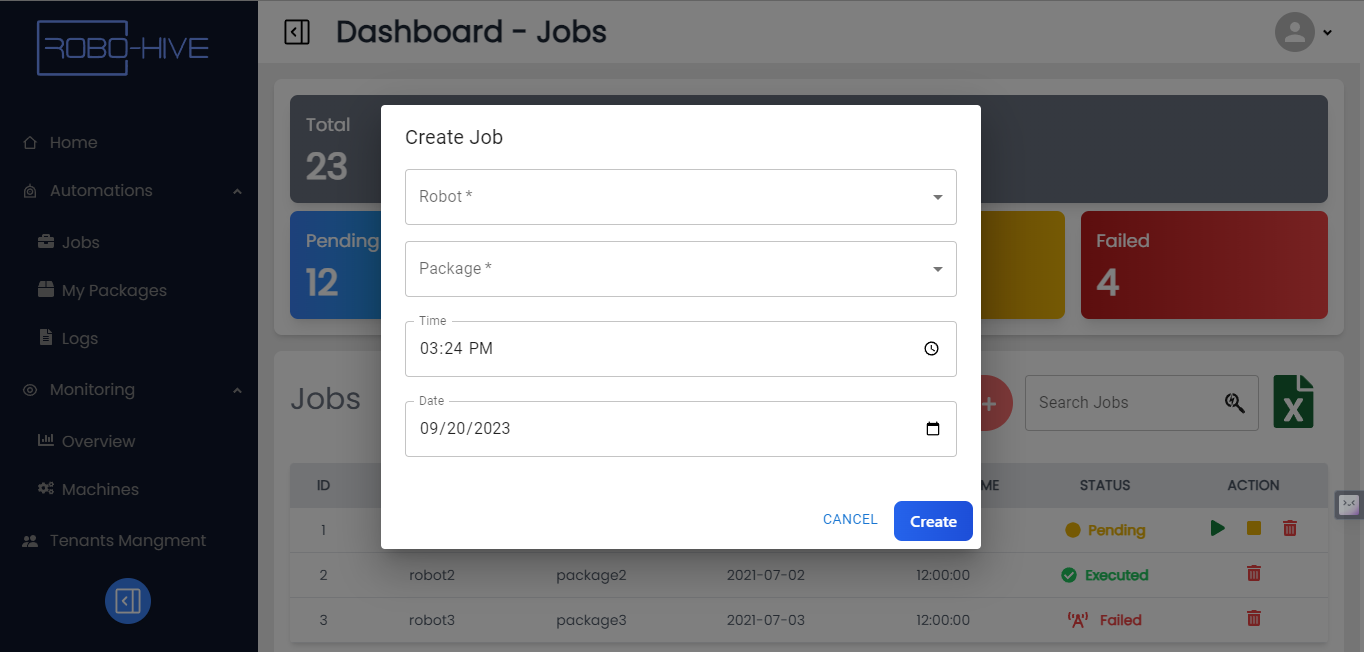 ROBO-HIVE
Dashboard - Jobs
Home
Automations
Jobs
My Packages
Logs
Monitoring
Overview
Machines
Tenants Mangment
Total
23
Pending
12
Failed
4
Create Job
Robot *
Package *
Time
03:24 PM
Date
09/20/2023
CANCEL
Create
Jobs
Search Jobs
X
ID ME STATUS ACTION
1 Pending
2 robot2 package2 2021-07-02 12:00:00 Executed
3 robot3 package3 2021-07-03 12:00:00 Failed